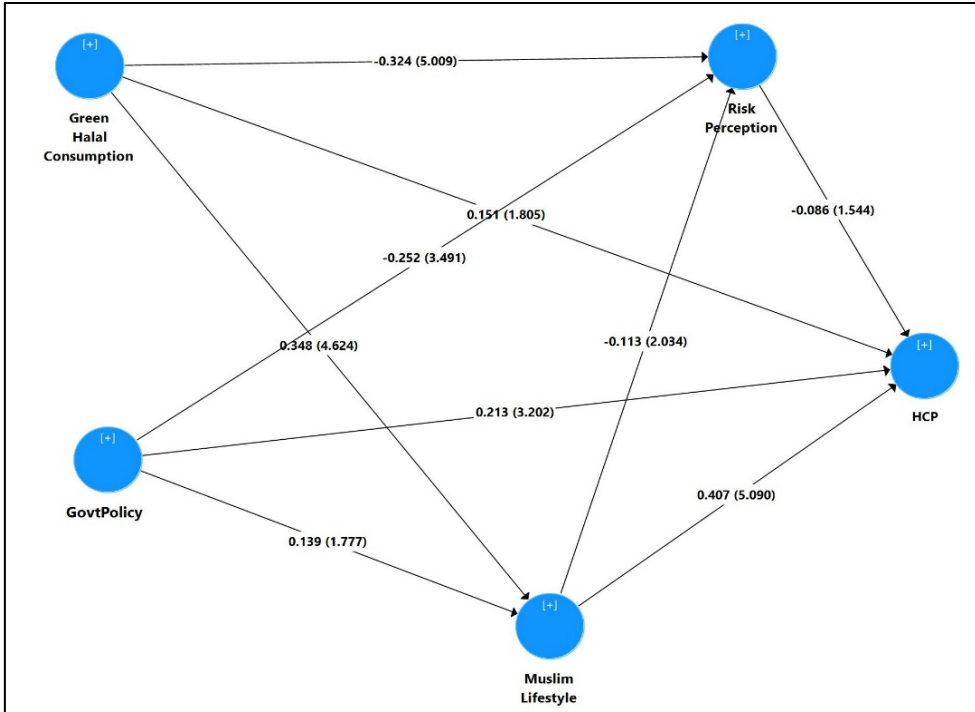 [+]
Green
Halal
Consumption
-0.324 (5.009)
[+]
Risk
Perception
0.151 (1.805)
-0.086 (1.544)
-0.252 (3.491)
0.348 (4.624)
-0.113 (2.034)
[+]
HCP
0.213 (3.202)
[+]
GovtPolicy
0.407 (5.090)
0.139 (1.777)
[+]
Muslim
Lifestyle